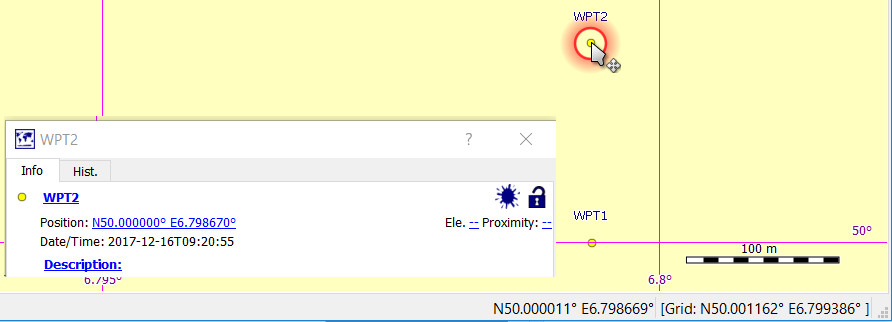 WPT2
WPT2 ?
Info Hist.
WPT2
Position: N50.000000° E6.798670° Ele. -- Proximity: --
Date/Time: 2017-12-16T09:20:55
Description:
WPT1
50°
100 m
6.795° 6.8°
N50.000011° E6.798669° [Grid: N50.001162° E6.799386° ]